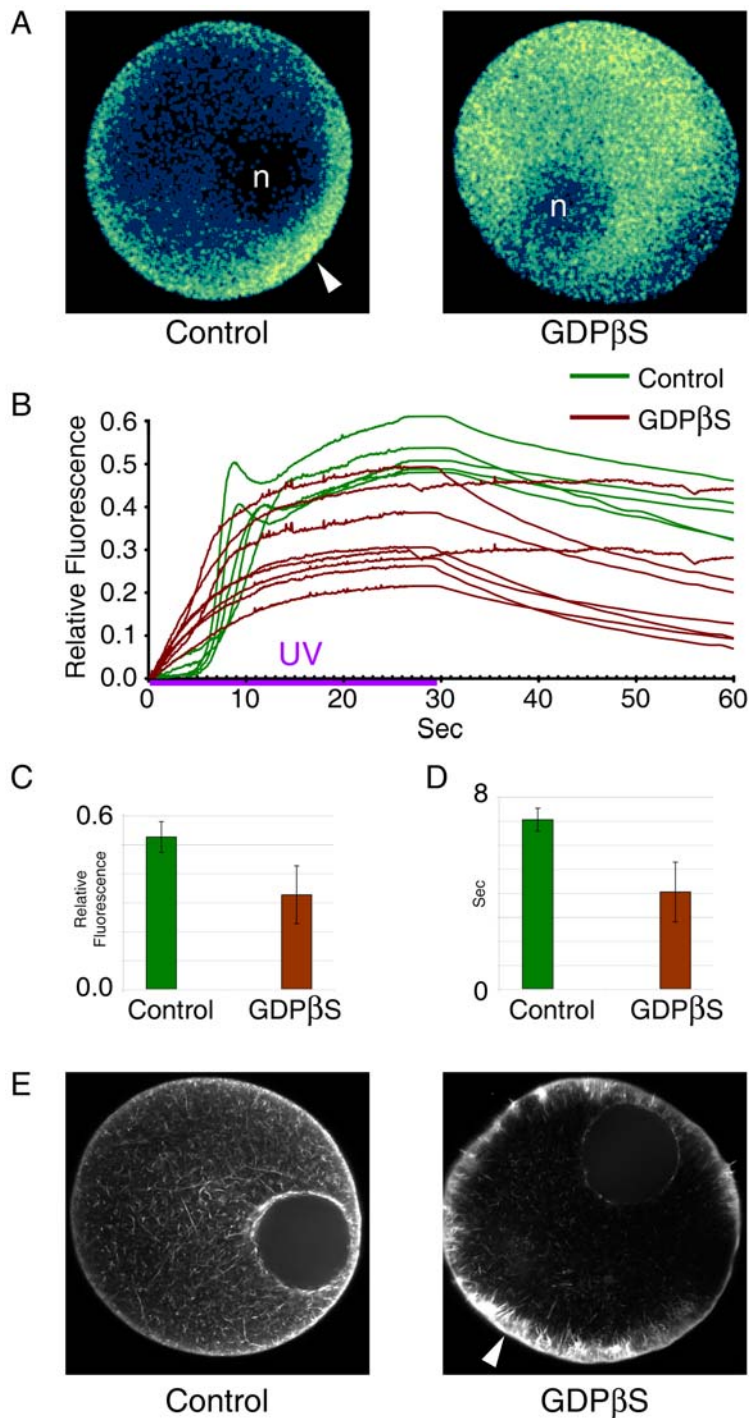 A
n
n
Control
GDPβS
B
Control
GDPβS
Relative Fluorescence
0.6
0.5
0.4
0.3
0.2
0.1
0.0
UV
0 10 20 30 40 50 60
Sec
C
Relative
Fluorescence
0.6
0.0
Control GDPβS
D
Sec
8
0
Control GDPβS
E
Control
GDPβS